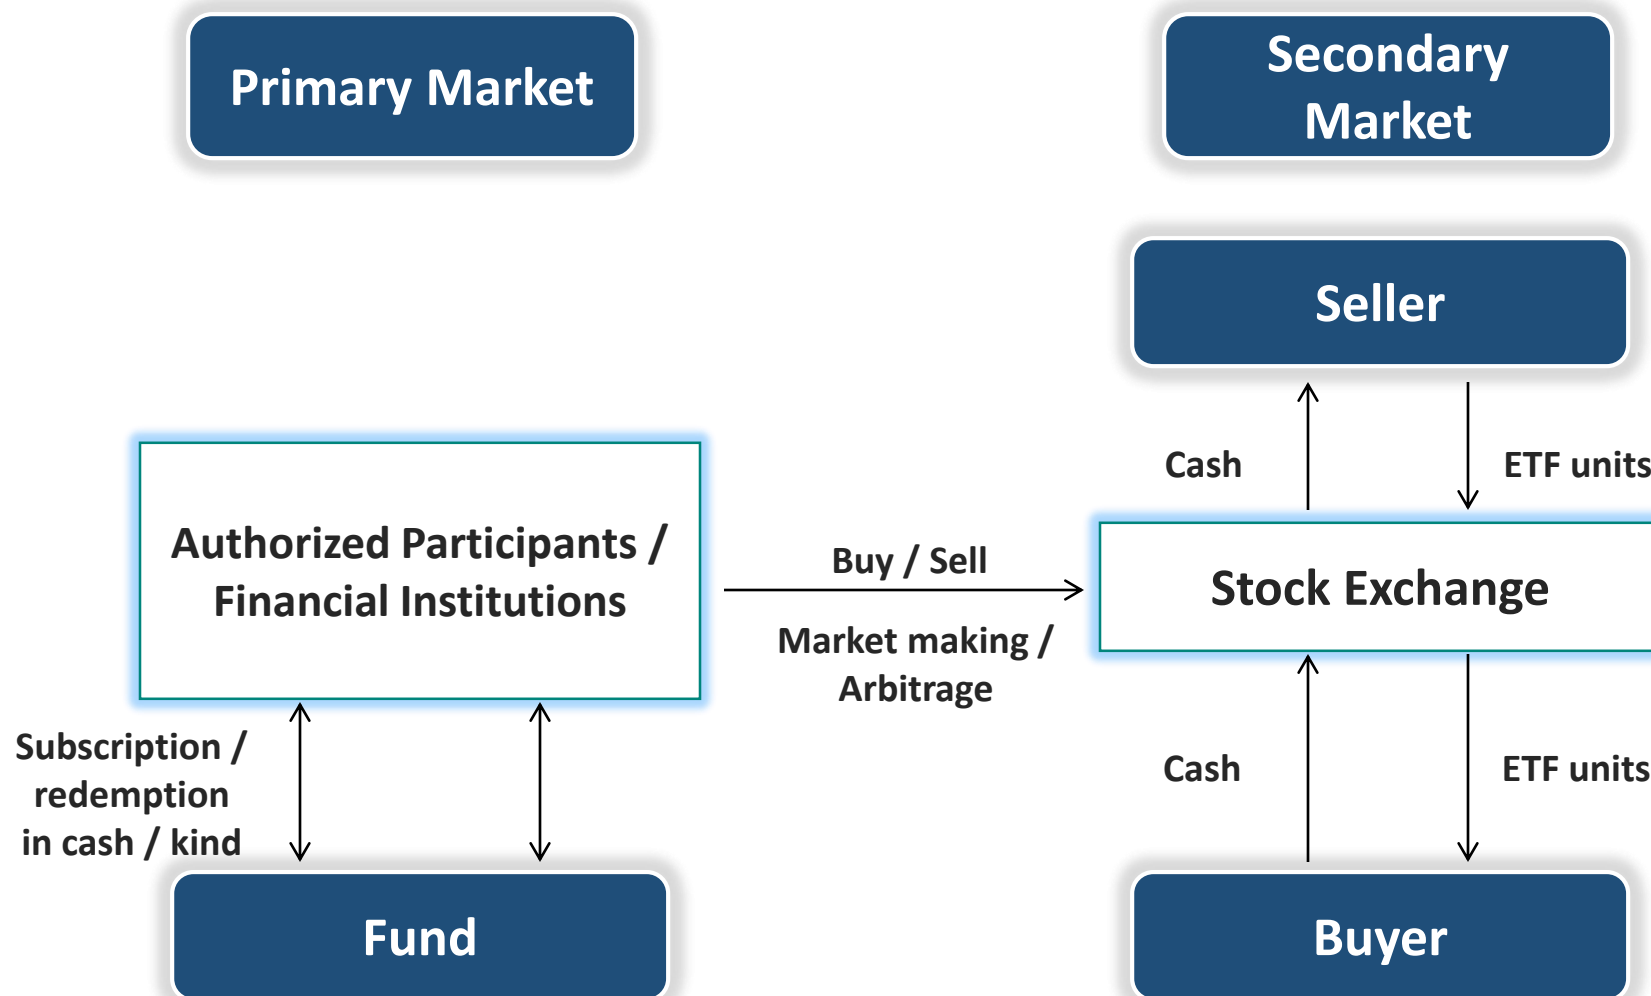 Primary Market
Secondary
Market
Seller
Cash
ETF units
Authorized Participants /
Financial Institutions
Buy / Sell
Market making /
Arbitrage
Stock Exchange
Subscription /
redemption
in cash / kind
Cash
ETF units
Fund
Buyer